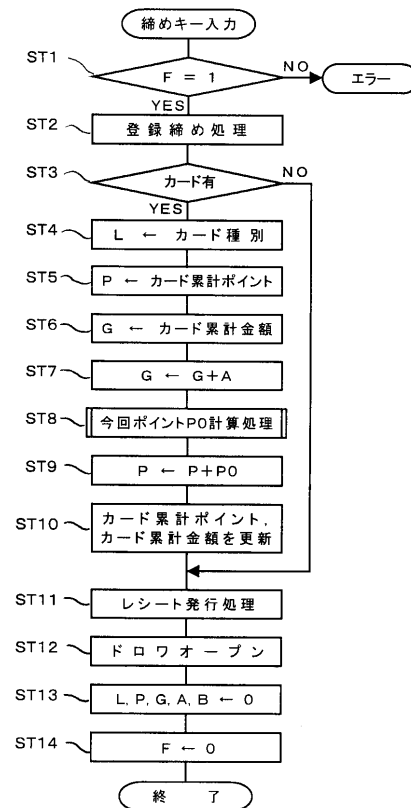 締めキー入力
ST1
F = 1
NO
エラー
YES
ST2
登録締め処理
ST3
カード有
NO
YES
ST4
L ← カード種別
ST5
P ← カード累計ポイント
ST6
G ← カード累計金額
ST7
G ← G+A
ST8
今回ポイントP0計算処理
ST9
P ← P+P0
ST10
カード累計ポイント,
カード累計金額を更新
ST11
レシート発行処理
ST12
ドロワオープン
ST13
L, P, G, A, B ← 0
ST14
F ← 0
終 了